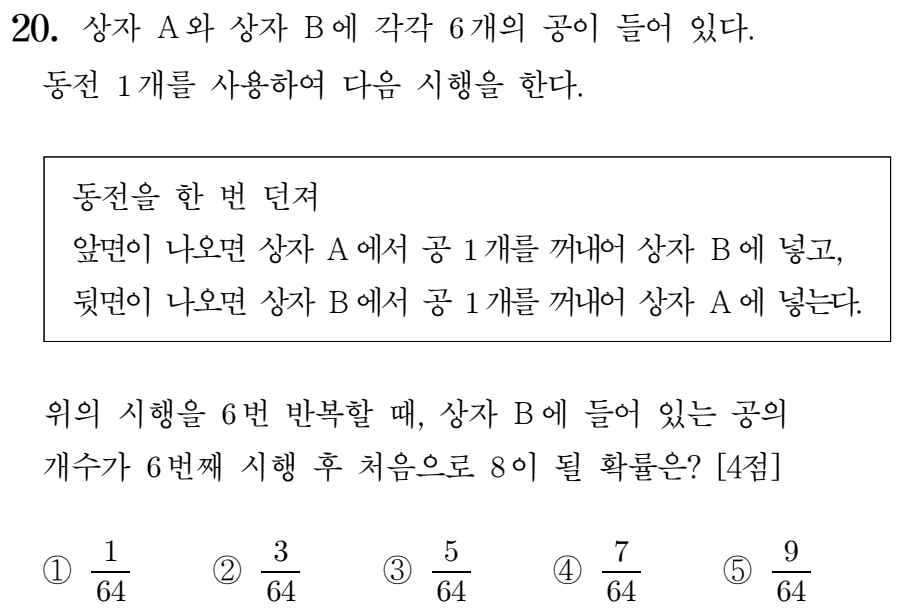 20. 상자 A와 상자 B에 각각 6개의 공이 들어 있다.
동전 1개를 사용하여 다음 시행을 한다.
동전을 한 번 던져
앞면이 나오면 상자 A에서 공 1개를 꺼내어 상자 B에 넣고,
뒷면이 나오면 상자 B에서 공 1개를 꺼내어 상자 A에 넣는다.
위의 시행을 6번 반복할 때, 상자 B에 들어 있는 공의
개수가 6번째 시행 후 처음으로 8이 될 확률은? [4점]
① 1/64 ② 3/64 ③ 5/64 ④ 7/64 ⑤ 9/64